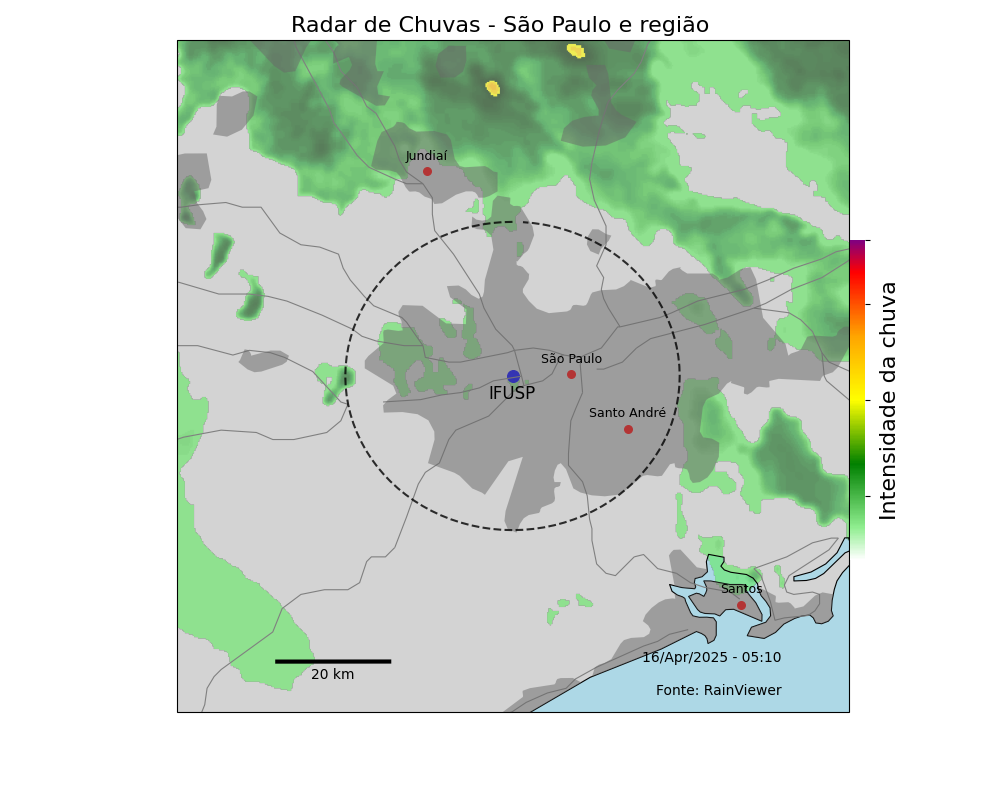 Radar de Chuvas - São Paulo e região
Jundiaí
São Paulo
IFUSP
Santo André
Santos
16/Apr/2025 - 05:10
20 km
Fonte: RainViewer
Intensidade da chuva